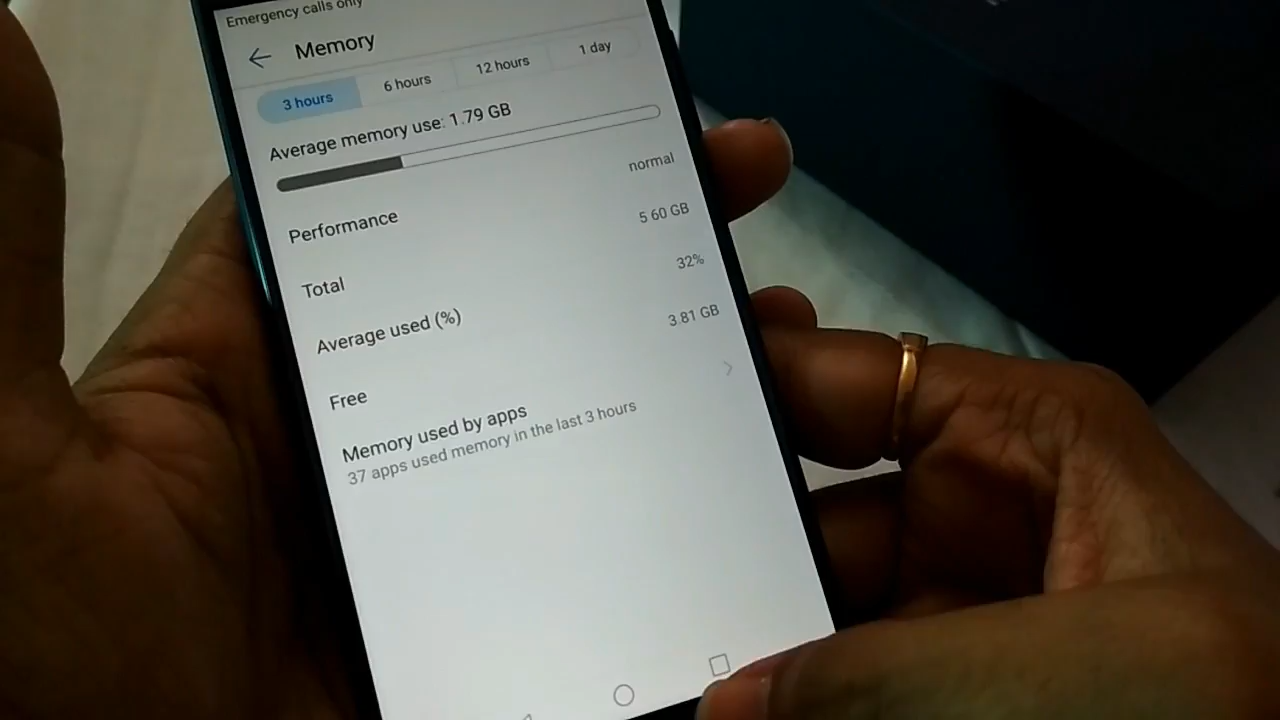 Emergency calls only
Memory
3 hours 6 hours 12 hours 1 day
Average memory use: 1.79 GB
Performance normal
Total 5.60 GB
Average used (%) 32%
Free 3.81 GB
Memory used by apps
37 apps used memory in the last 3 hours